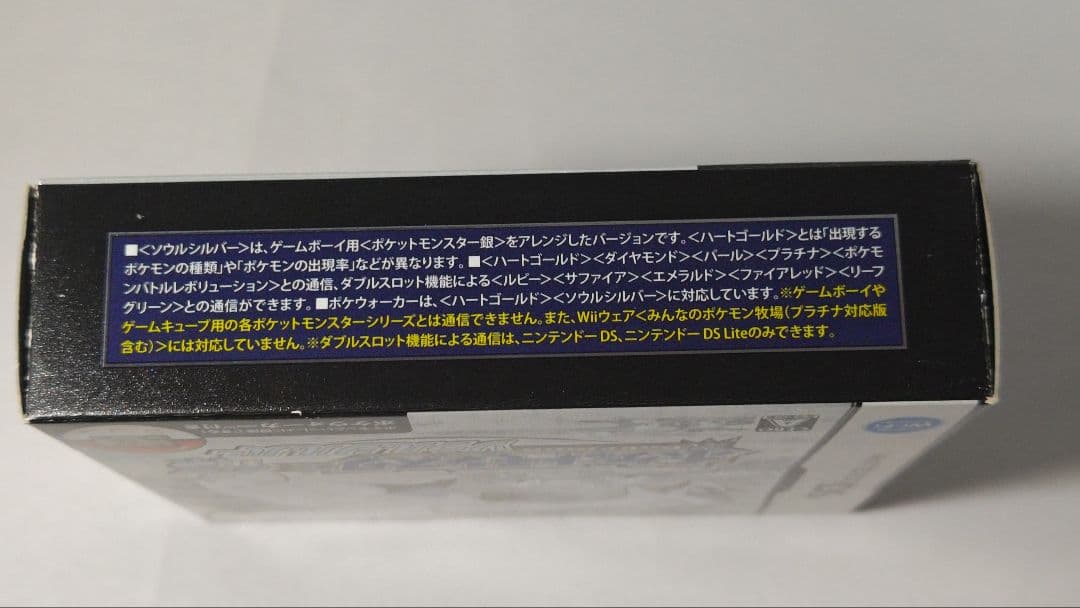 ■<ソウルシルバー>は、ゲームボーイ用<ポケットモンスター銀>をアレンジしたバージョンです。<ハートゴールド>とは「出現する
ポケモンの種類」や「ポケモンの出現率」などが異なります。■<ハートゴールド><ダイヤモンド><パール><プラチナ><ポケモ
ンバトルレボリューション>との通信、ダブルスロット機能による<ルビー><サファイア><エメラルド><ファイアレッド><リーフ
グリーン>との通信ができます。■ポケウォーカーは、<ハートゴールド><ソウルシルバー>に対応しています。※ゲームボーイや
ゲームキューブ用の各ポケットモンスターシリーズとは通信できません。また、Wiiウェア<みんなのポケモン牧場(プラチナ対応版
含む)>には対応していません。※ダブルスロット機能による通信は、ニンテンドーDS、ニンテンドーDS Liteのみできます。
ポケウォーカー
Wi-Fi